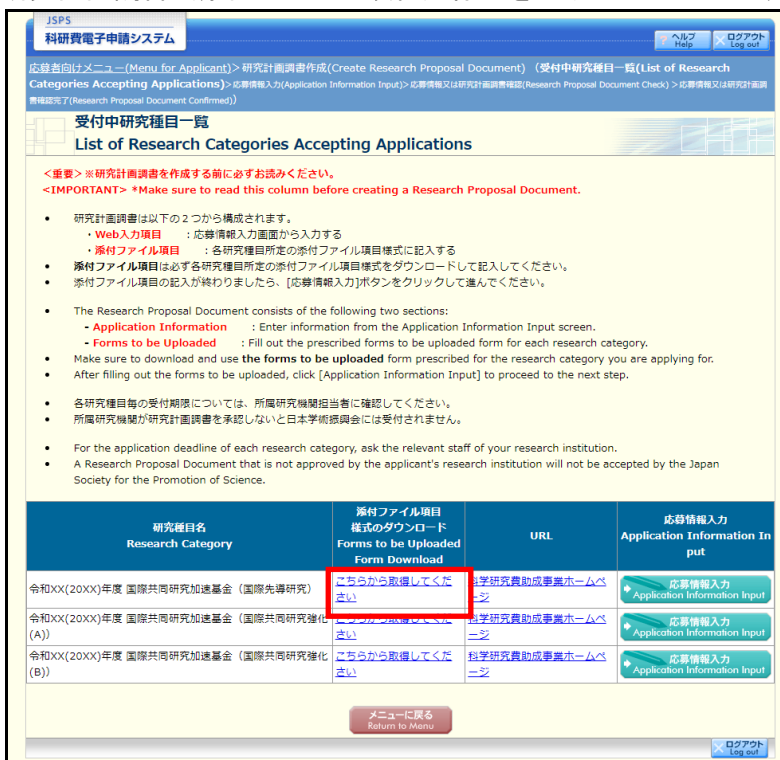 JSPS
科研費電子申請システム
ヘルプ
Help
ログアウト
Log out
応募者向けメニュー(Menu for Applicant)＞研究計画調書作成(Create Research Proposal Document) （受付中研究種目一覧(List of Research
Categories Accepting Applications)＞応募情報入力(Application Information Input)＞応募情報又は研究計画調書確認(Research Proposal Document Check)＞応募情報又は研究計画調
書確認完了(Research Proposal Document Confirmed)）
受付中研究種目一覧
List of Research Categories Accepting Applications
＜重要＞※研究計画調書を作成する前に必ずお読みください。
<IMPORTANT> *Make sure to read this column before creating a Research Proposal Document.
• 研究計画調書は以下の２つから構成されます。
・Web入力項目 ：応募情報入力画面から入力する
・添付ファイル項目 ：各研究種目所定の添付ファイル項目様式に記入する
• 添付ファイル項目は必ず各研究種目所定の添付ファイル項目様式をダウンロードして記入してください。
• 添付ファイル項目の記入が終わりましたら、[応募情報入力]ボタンをクリックして進んでください。
• The Research Proposal Document consists of the following two sections:
- Application Information : Enter information from the Application Information Input screen.
- Forms to be Uploaded : Fill out the prescribed forms to be uploaded form for each research category.
• Make sure to download and use the forms to be uploaded form prescribed for the research category you are applying for.
• After filling out the forms to be uploaded, click [Application Information Input] to proceed to the next step.
• 各研究種目毎の受付期限については、所属研究機関担当者に確認してください。
• 所属研究機関が研究計画調書を承認しないと日本学術振興会には受付されません。
• For the application deadline of each research category, ask the relevant staff of your research institution.
• A Research Proposal Document that is not approved by the applicant's research institution will not be accepted by the Japan
Society for the Promotion of Science.
研究種目名
Research Category
添付ファイル項目
様式のダウンロード
Forms to be Uploaded
Form Download
URL
応募情報入力
Application Information In
put
令和XX(20XX)年度 国際共同研究加速基金（国際先導研究）
こちらから取得してくだ
さい
科学研究費助成事業ホームペ
ージ
応募情報入力
Application Information Input
令和XX(20XX)年度 国際共同研究加速基金（国際共同研究強化
(A)）
こちらから取得してくだ
さい
科学研究費助成事業ホームペ
ージ
応募情報入力
Application Information Input
令和XX(20XX)年度 国際共同研究加速基金（国際共同研究強化
(B)）
こちらから取得してくだ
さい
科学研究費助成事業ホームペ
ージ
応募情報入力
Application Information Input
メニューに戻る
Return to Menu
ログアウト
Log out